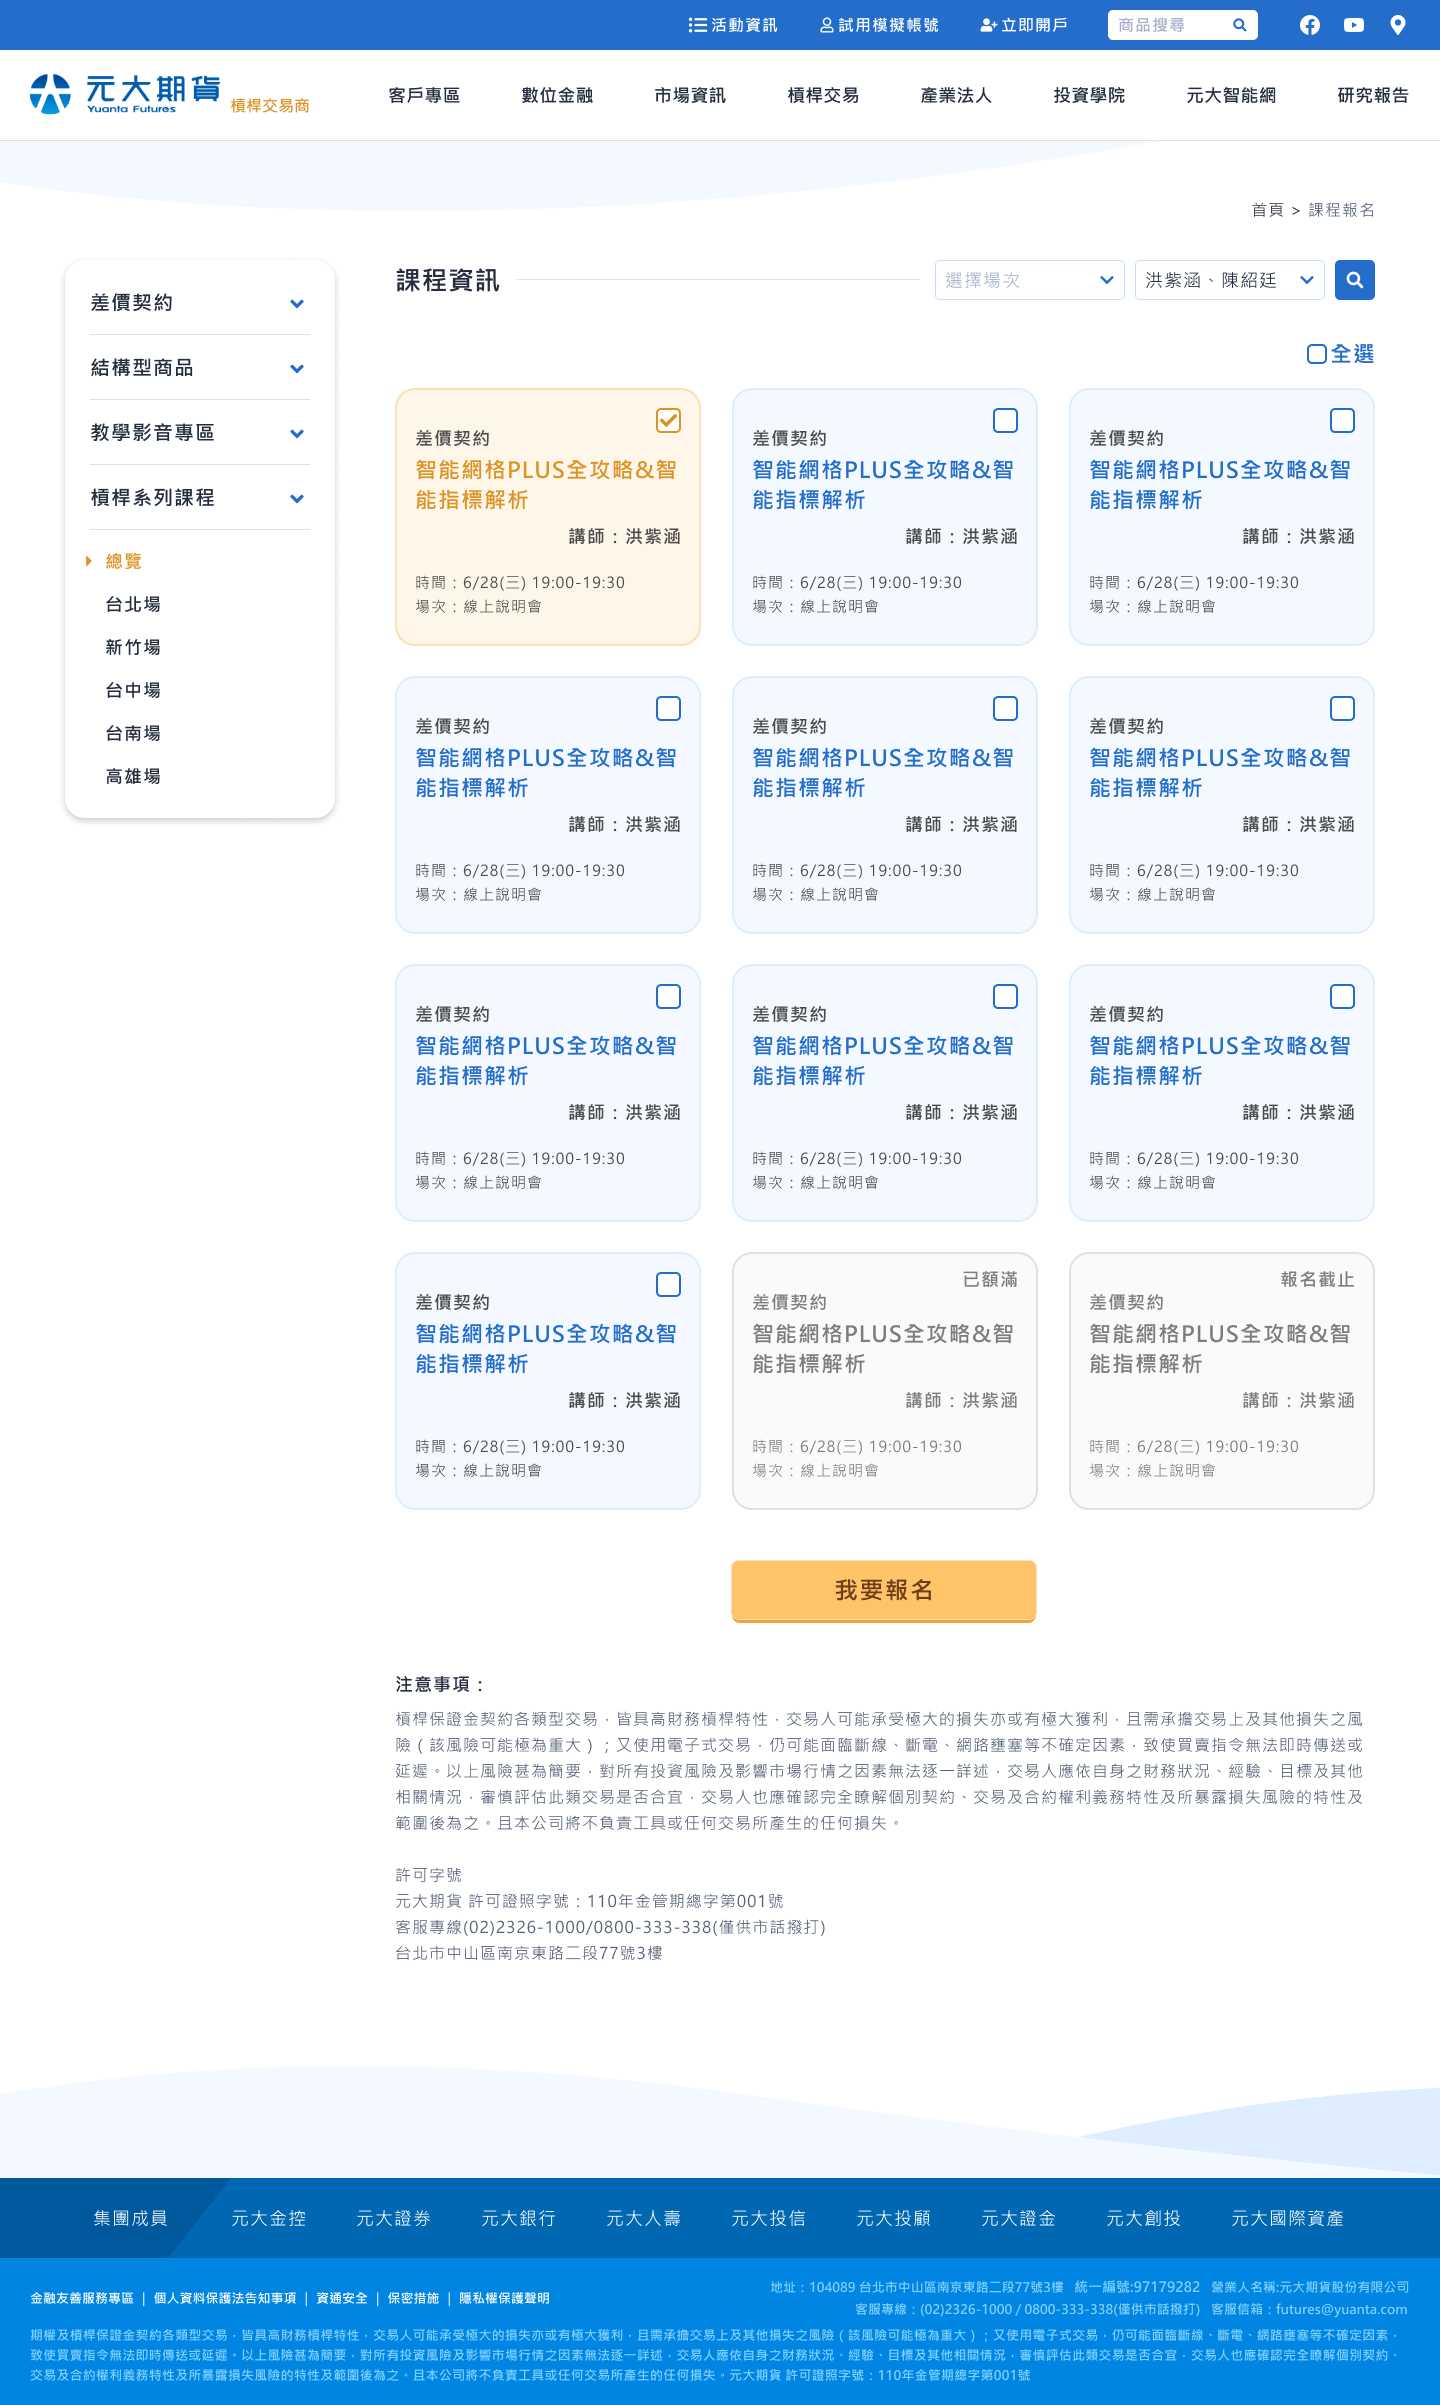 活動資訊 試用模擬帳號 立即開戶 商品搜尋
元大期貨 Yuanta Futures 槓桿交易商
客戶專區 數位金融 市場資訊 槓桿交易 產業法人 投資學院 元大智能網 研究報告
首頁 > 課程報名
差價契約
結構型商品
教學影音專區
槓桿系列課程
總覽
台北場
新竹場
台中場
台南場
高雄場
課程資訊 選擇場次 洪紫涵、陳紹廷
全選
差價契約
智能網格PLUS全攻略&智
能指標解析
講師：洪紫涵
時間：6/28(三) 19:00-19:30
場次：線上說明會
差價契約
智能網格PLUS全攻略&智
能指標解析
講師：洪紫涵
時間：6/28(三) 19:00-19:30
場次：線上說明會
差價契約
智能網格PLUS全攻略&智
能指標解析
講師：洪紫涵
時間：6/28(三) 19:00-19:30
場次：線上說明會
差價契約
智能網格PLUS全攻略&智
能指標解析
講師：洪紫涵
時間：6/28(三) 19:00-19:30
場次：線上說明會
差價契約
智能網格PLUS全攻略&智
能指標解析
講師：洪紫涵
時間：6/28(三) 19:00-19:30
場次：線上說明會
差價契約
智能網格PLUS全攻略&智
能指標解析
講師：洪紫涵
時間：6/28(三) 19:00-19:30
場次：線上說明會
差價契約
智能網格PLUS全攻略&智
能指標解析
講師：洪紫涵
時間：6/28(三) 19:00-19:30
場次：線上說明會
差價契約
智能網格PLUS全攻略&智
能指標解析
講師：洪紫涵
時間：6/28(三) 19:00-19:30
場次：線上說明會
差價契約
智能網格PLUS全攻略&智
能指標解析
講師：洪紫涵
時間：6/28(三) 19:00-19:30
場次：線上說明會
差價契約
智能網格PLUS全攻略&智
能指標解析
講師：洪紫涵
時間：6/28(三) 19:00-19:30
場次：線上說明會
已額滿
差價契約
智能網格PLUS全攻略&智
能指標解析
講師：洪紫涵
時間：6/28(三) 19:00-19:30
場次：線上說明會
報名截止
差價契約
智能網格PLUS全攻略&智
能指標解析
講師：洪紫涵
時間：6/28(三) 19:00-19:30
場次：線上說明會
我要報名
注意事項：
槓桿保證金契約各類型交易，皆具高財務槓桿特性，交易人可能承受極大的損失亦或有極大獲利，且需承擔交易上及其他損失之風
險（該風險可能極為重大）；又使用電子式交易，仍可能面臨斷線、斷電、網路壅塞等不確定因素，致使買賣指令無法即時傳送或
延遲。以上風險甚為簡要，對所有投資風險及影響市場行情之因素無法逐一詳述，交易人應依自身之財務狀況、經驗、目標及其他
相關情況，審慎評估此類交易是否合宜，交易人也應確認完全瞭解個別契約、交易及合約權利義務特性及所暴露損失風險的特性及
範圍後為之。且本公司將不負責工具或任何交易所產生的任何損失。
許可字號
元大期貨 許可證照字號：110年金管期總字第001號
客服專線(02)2326-1000/0800-333-338(僅供市話撥打)
台北市中山區南京東路二段77號3樓
集團成員 元大金控 元大證券 元大銀行 元大人壽 元大投信 元大投顧 元大證金 元大創投 元大國際資產
金融友善服務專區 | 個人資料保護法告知事項 | 資通安全 | 保密措施 | 隱私權保護聲明
地址：104089 台北市中山區南京東路二段77號3樓 統一編號:97179282 營業人名稱:元大期貨股份有限公司
客服專線：(02)2326-1000 / 0800-333-338(僅供市話撥打) 客服信箱：futures@yuanta.com
期權及槓桿保證金契約各類型交易，皆具高財務槓桿特性，交易人可能承受極大的損失亦或有極大獲利，且需承擔交易上及其他損失之風險（該風險可能極為重大）；又使用電子式交易，仍可能面臨斷線、斷電、網路壅塞等不確定因素，
致使買賣指令無法即時傳送或延遲。以上風險甚為簡要，對所有投資風險及影響市場行情之因素無法逐一詳述，交易人應依自身之財務狀況、經驗、目標及其他相關情況，審慎評估此類交易是否合宜，交易人也應確認完全瞭解個別契約、
交易及合約權利義務特性及所暴露損失風險的特性及範圍後為之。且本公司將不負責工具或任何交易所產生的任何損失。元大期貨 許可證照字號：110年金管期總字第001號